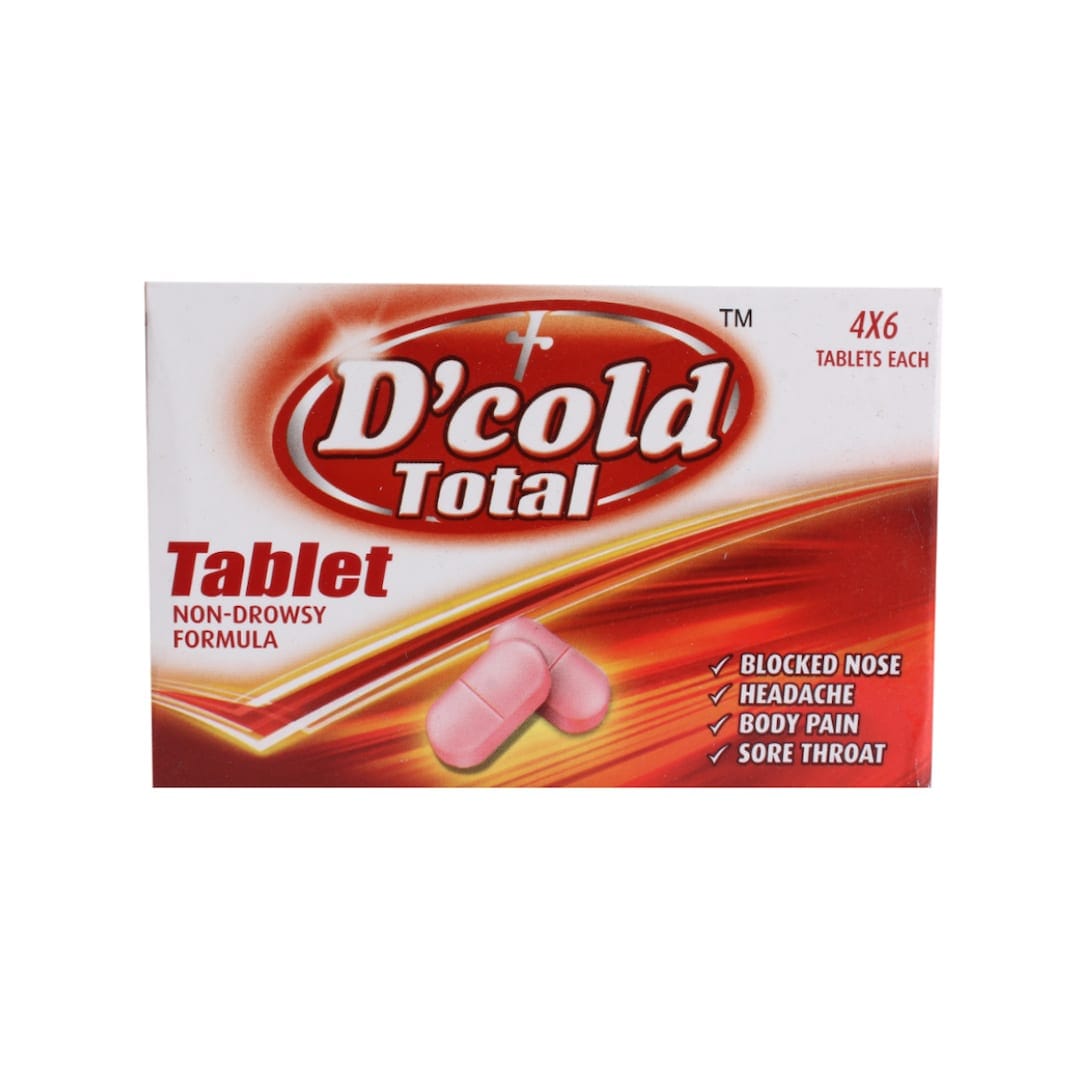 D'cold
Total
TM
4X6
TABLETS EACH
Tablet
NON-DROWSY
FORMULA
✓ BLOCKED NOSE
✓ HEADACHE
✓ BODY PAIN
✓ SORE THROAT